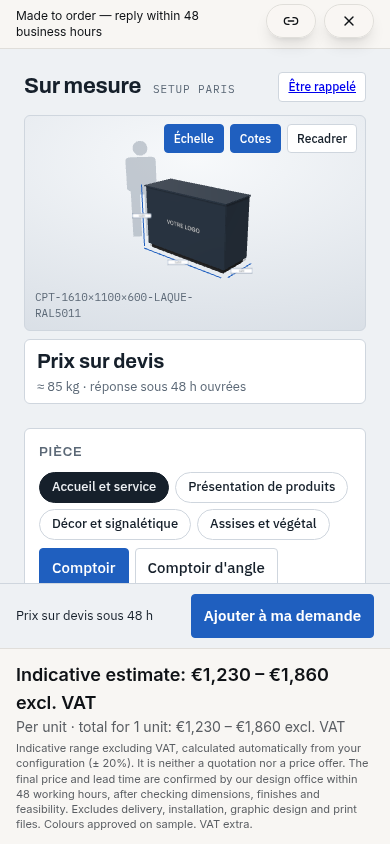 Made to order — reply within 48
business hours
Sur mesure SETUP PARIS
Être rappelé
Échelle Cotes Recadrer
VOTRE LOGO
CPT-1610×1100×600-LAQUE-
RAL5011
Prix sur devis
≈ 85 kg · réponse sous 48 h ouvrées
PIÈCE
Accueil et service Présentation de produits
Décor et signalétique Assises et végétal
Comptoir Comptoir d'angle
Prix sur devis sous 48 h
Ajouter à ma demande
Indicative estimate: €1,230 – €1,860
excl. VAT
Per unit · total for 1 unit: €1,230 – €1,860 excl. VAT
Indicative range excluding VAT, calculated automatically from your
configuration (± 20%). It is neither a quotation nor a price offer. The
final price and lead time are confirmed by our design office within
48 working hours, after checking dimensions, finishes and
feasibility. Excludes delivery, installation, graphic design and print
files. Colours approved on sample. VAT extra.